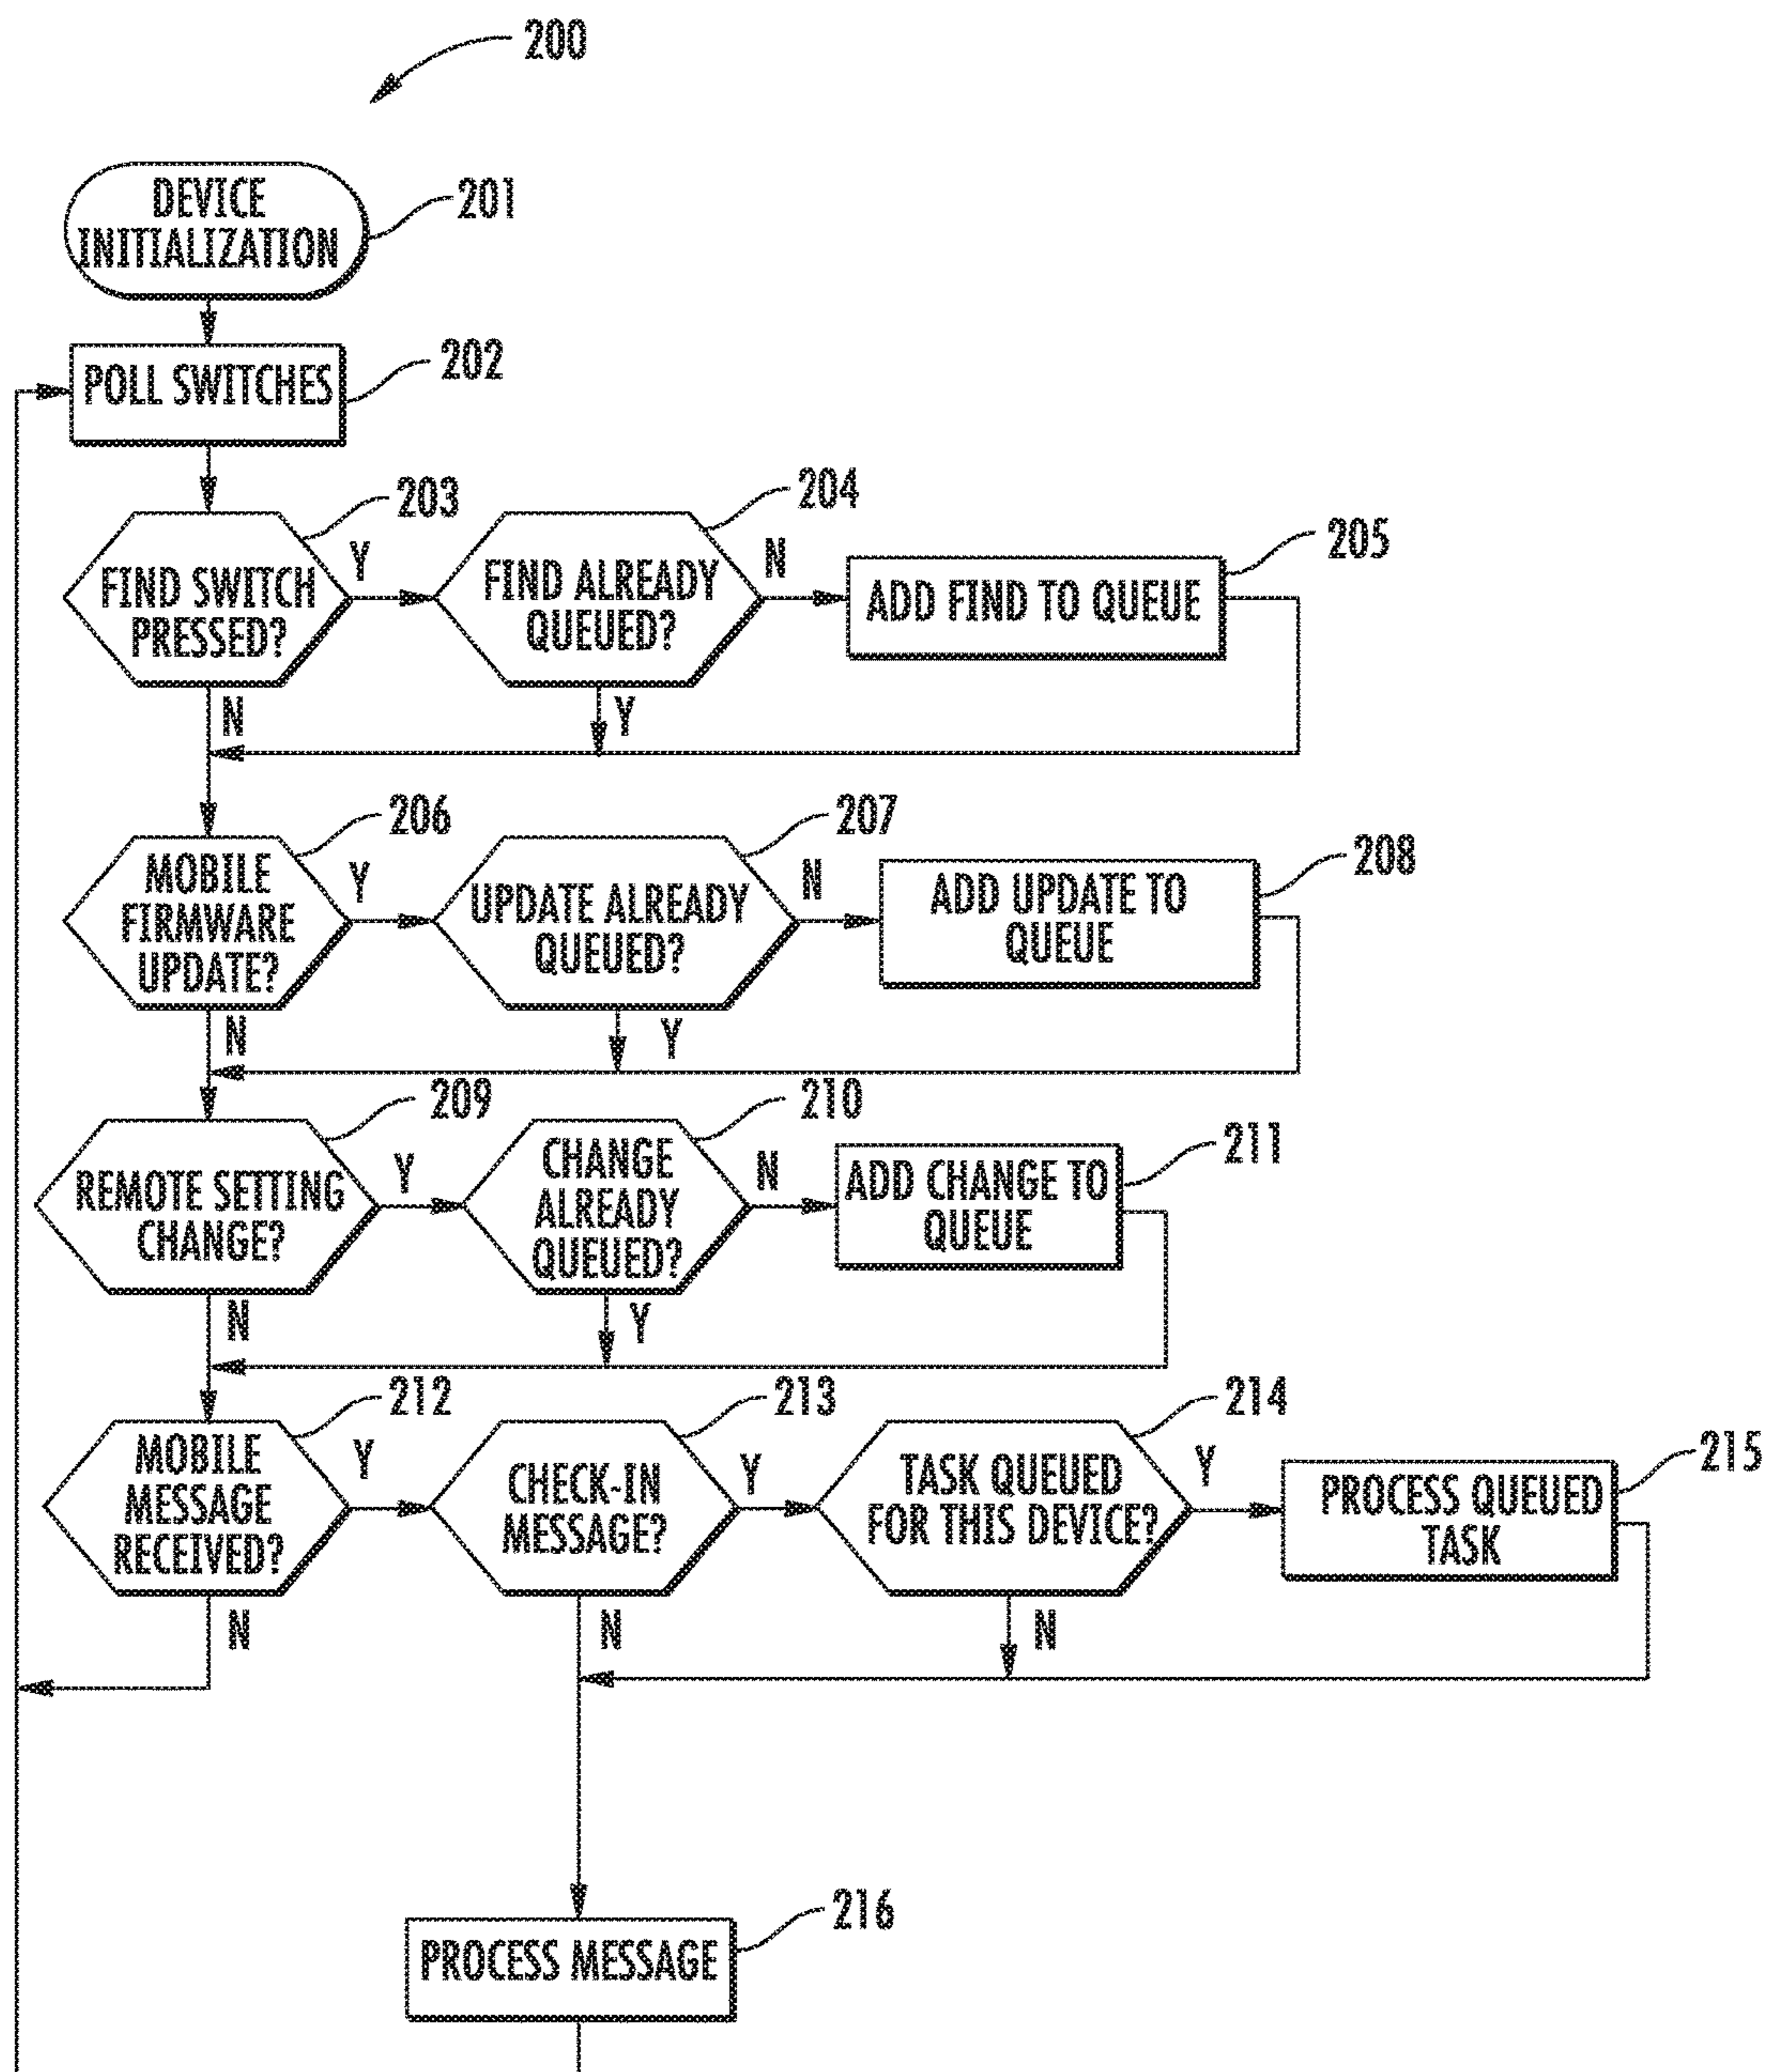 200
DEVICE
INITIALIZATION
201
POLL SWITCHES
202
FIND SWITCH
PRESSED?
203
Y
N
FIND ALREADY
QUEUED?
204
N
Y
ADD FIND TO QUEUE
205
MOBILE
FIRMWARE
UPDATE?
206
Y
N
UPDATE ALREADY
QUEUED?
207
N
Y
ADD UPDATE TO
QUEUE
208
REMOTE SETTING
CHANGE?
209
Y
N
CHANGE
ALREADY
QUEUED?
210
N
Y
ADD CHANGE TO
QUEUE
211
MOBILE
MESSAGE
RECEIVED?
212
Y
N
CHECK-IN
MESSAGE?
213
Y
N
TASK QUEUED
FOR THIS DEVICE?
214
Y
N
PROCESS QUEUED
TASK
215
PROCESS MESSAGE
216